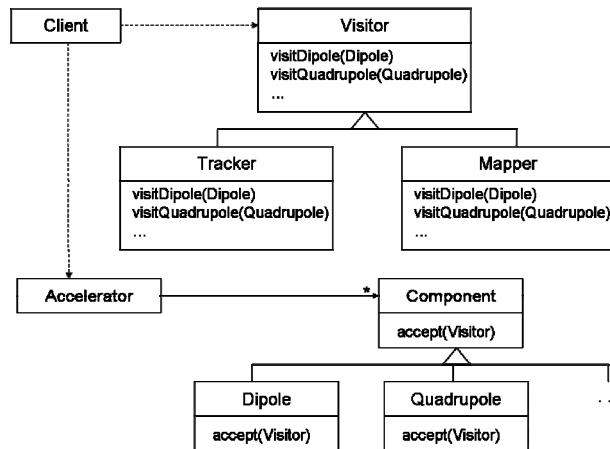 Client
Visitor
visitDipole(Dipole)
visitQuadrupole(Quadrupole)
...
Tracker
visitDipole(Dipole)
visitQuadrupole(Quadrupole)
...
Mapper
visitDipole(Dipole)
visitQuadrupole(Quadrupole)
...
Accelerator
*
Component
accept(Visitor)
Dipole
accept(Visitor)
Quadrupole
accept(Visitor)
. .